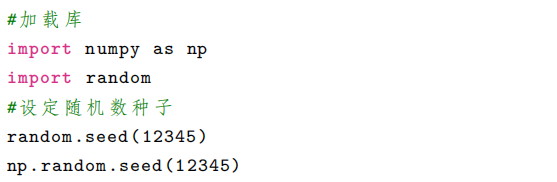 #加载库
import numpy as np
import random
#设定随机数种子
random.seed(12345)
np.random.seed(12345)